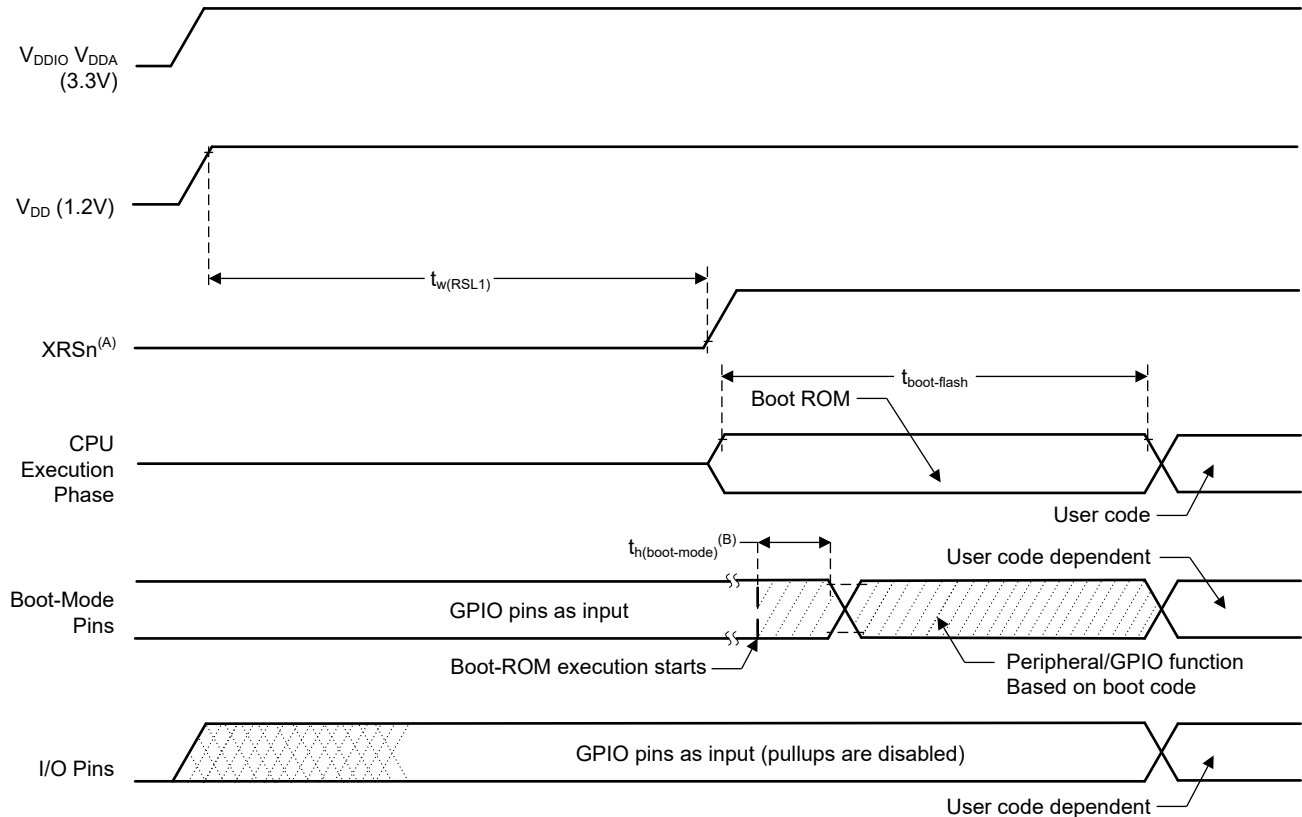 VDDIO VDDA
(3.3V)
VDD (1.2V)
tw(RSL1)
XRSn(A)
tboot-flash
Boot ROM
CPU
Execution
Phase
User code
th(boot-mode)(B)
User code dependent
Boot-Mode
Pins
GPIO pins as input
Boot-ROM execution starts
Peripheral/GPIO function
Based on boot code
I/O Pins
GPIO pins as input (pullups are disabled)
User code dependent